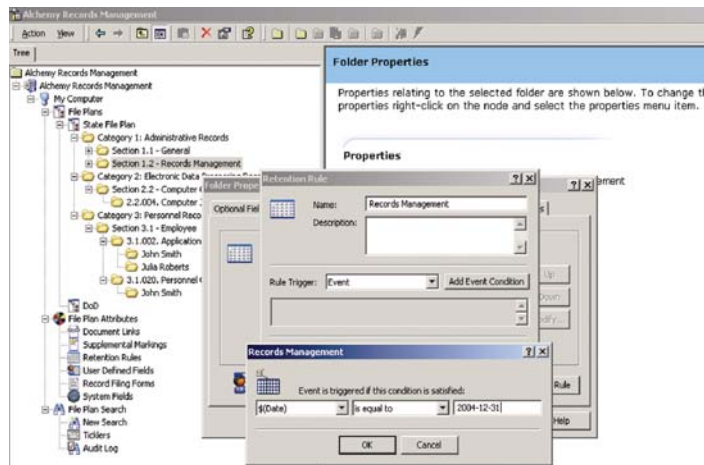 Alchemy Records Management
Action View
Tree
Alchemy Records Management
Alchemy Records Management
My Computer
File Plans
State File Plan
Category 1: Administrative Records
Section 1.1 - General
Section 1.2 - Records Management
Category 2: Electronic Data
Section 2.2 - Computer
2.2.004. Computer
Category 3: Personnel Reco
Section 3.1 - Employee
3.1.002. Application
John Smith
Julia Roberts
3.1.020. Personnel
John Smith
DoD
File Plan Attributes
Document Links
Supplemental Markings
Retention Rules
User Defined Fields
Record Filing Forms
System Fields
File Plan Search
New Search
Ticklers
Audit Log
Folder Properties
Properties relating to the selected folder are shown below. To change th
properties right-click on the node and select the properties menu item.
Properties
ement
Folder Prope
Optional Fiel
Up
Down
dify...
Rule
Help
Retention Rule
Name: Records Management
Description:
Rule Trigger: Event Add Event Condition
Records Management
Event is triggered if this condition is satisfied:
$(Date) is equal to 2004-12-31
OK Cancel